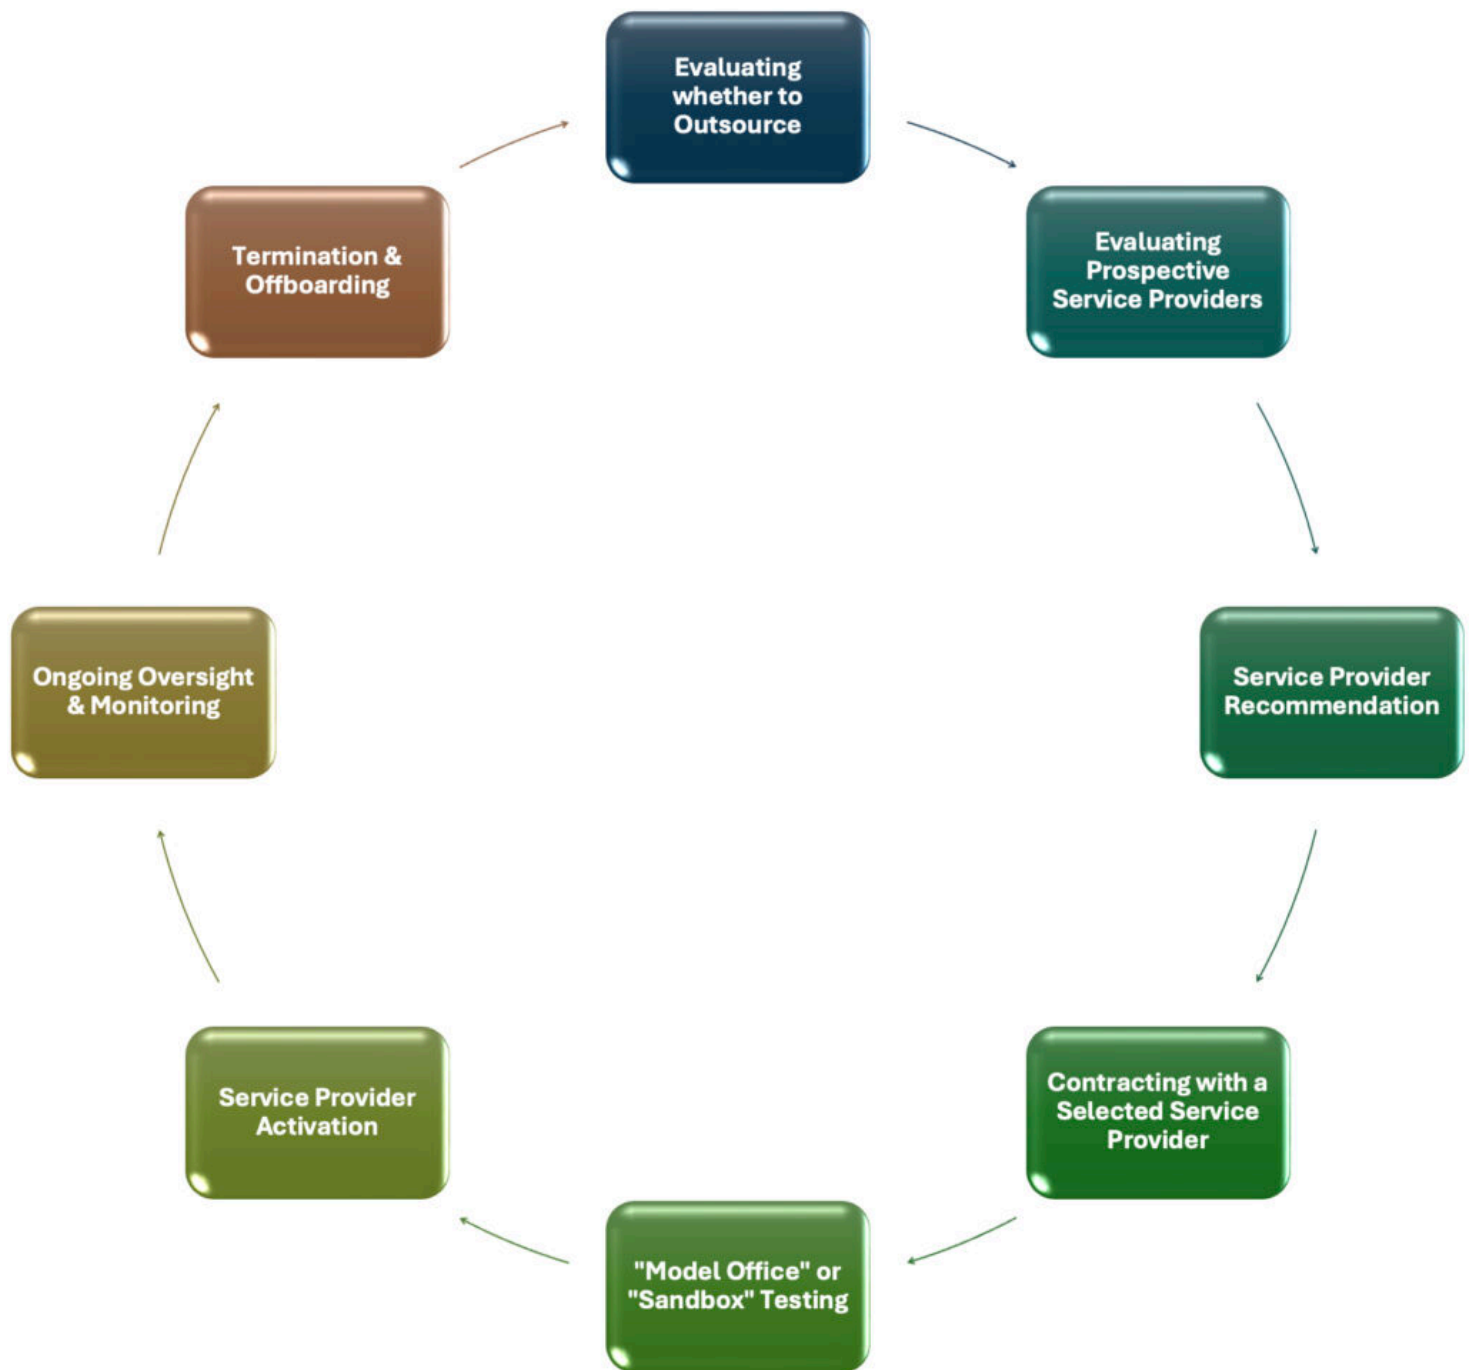 Evaluating
whether to
Outsource
Evaluating
Prospective
Service Providers
Service Provider
Recommendation
Contracting with a
Selected Service
Provider
"Model Office" or
"Sandbox" Testing
Service Provider
Activation
Ongoing Oversight
& Monitoring
Termination &
Offboarding